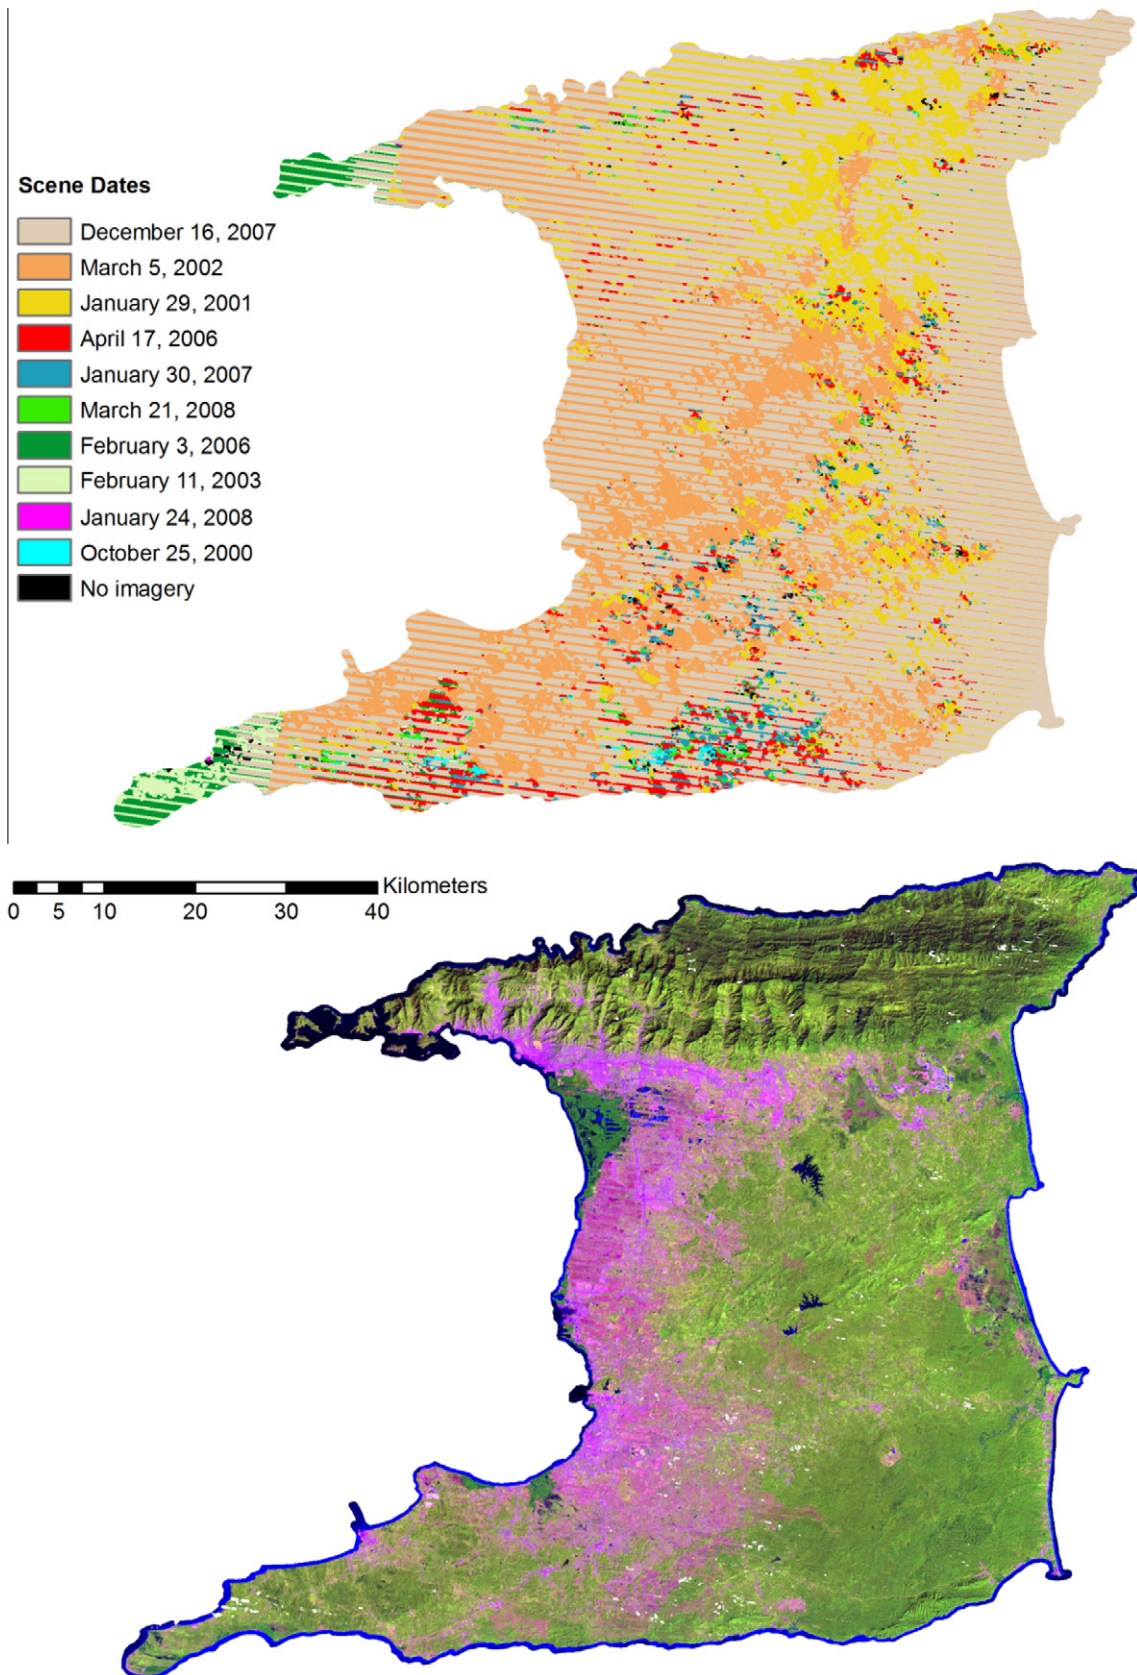 Scene Dates
December 16, 2007
March 5, 2002
January 29, 2001
April 17, 2006
January 30, 2007
March 21, 2008
February 3, 2006
February 11, 2003
January 24, 2008
October 25, 2000
No imagery
Kilometers
0 5 10 20 30 40